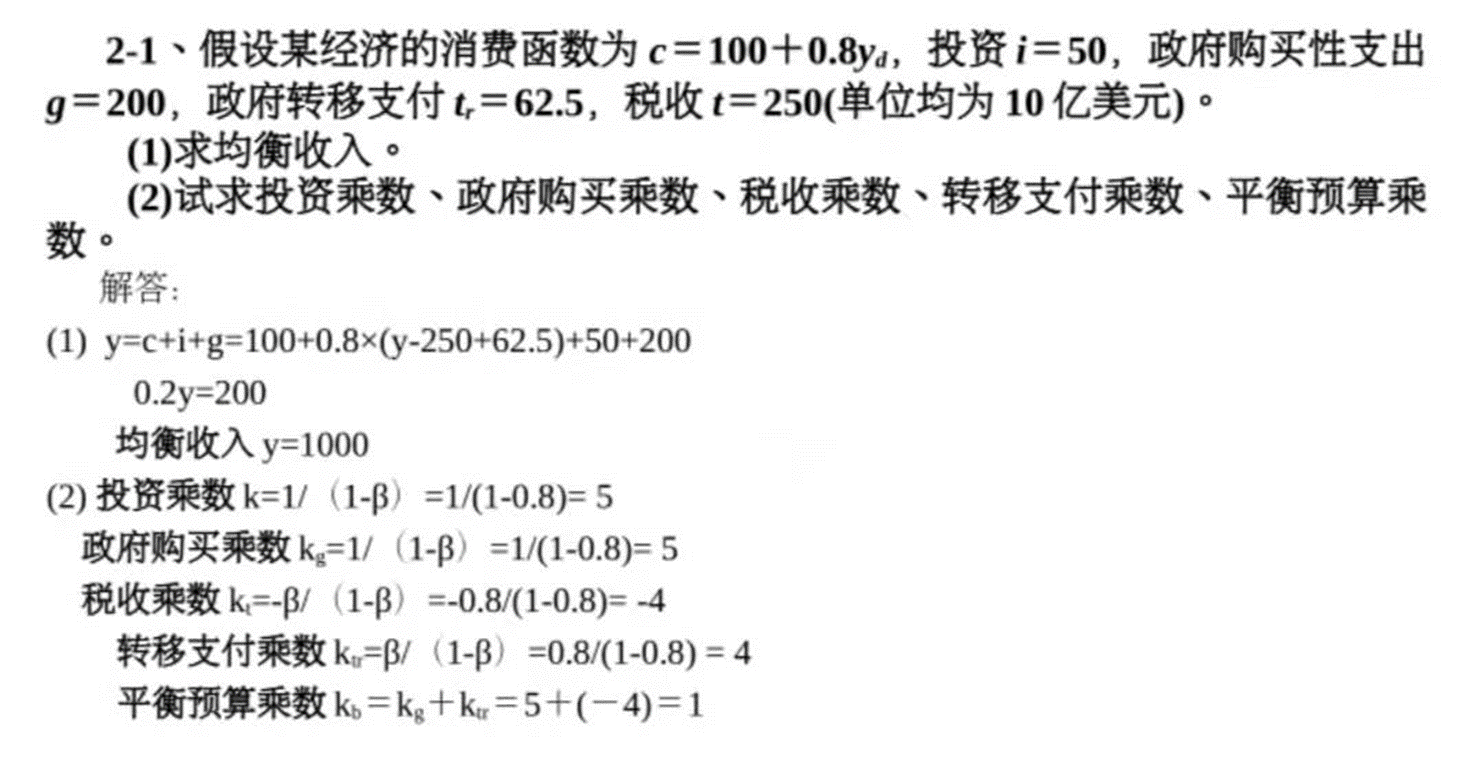 2-1、假设某经济的消费函数为 c＝100＋0.8yd，投资 i＝50，政府购买性支出
g＝200，政府转移支付 tr＝62.5，税收 t＝250(单位均为 10 亿美元)。
(1)求均衡收入。
(2)试求投资乘数、政府购买乘数、税收乘数、转移支付乘数、平衡预算乘
数。
解答：
(1) y=c+i+g=100+0.8×(y-250+62.5)+50+200
0.2y=200
均衡收入 y=1000
(2) 投资乘数 k=1/（1-β）=1/(1-0.8)= 5
政府购买乘数 kg=1/（1-β）=1/(1-0.8)= 5
税收乘数 kt=-β/（1-β）=-0.8/(1-0.8)= -4
转移支付乘数 ktr=β/（1-β）=0.8/(1-0.8) = 4
平衡预算乘数 kb＝kg＋ktr＝5＋(－4)＝1